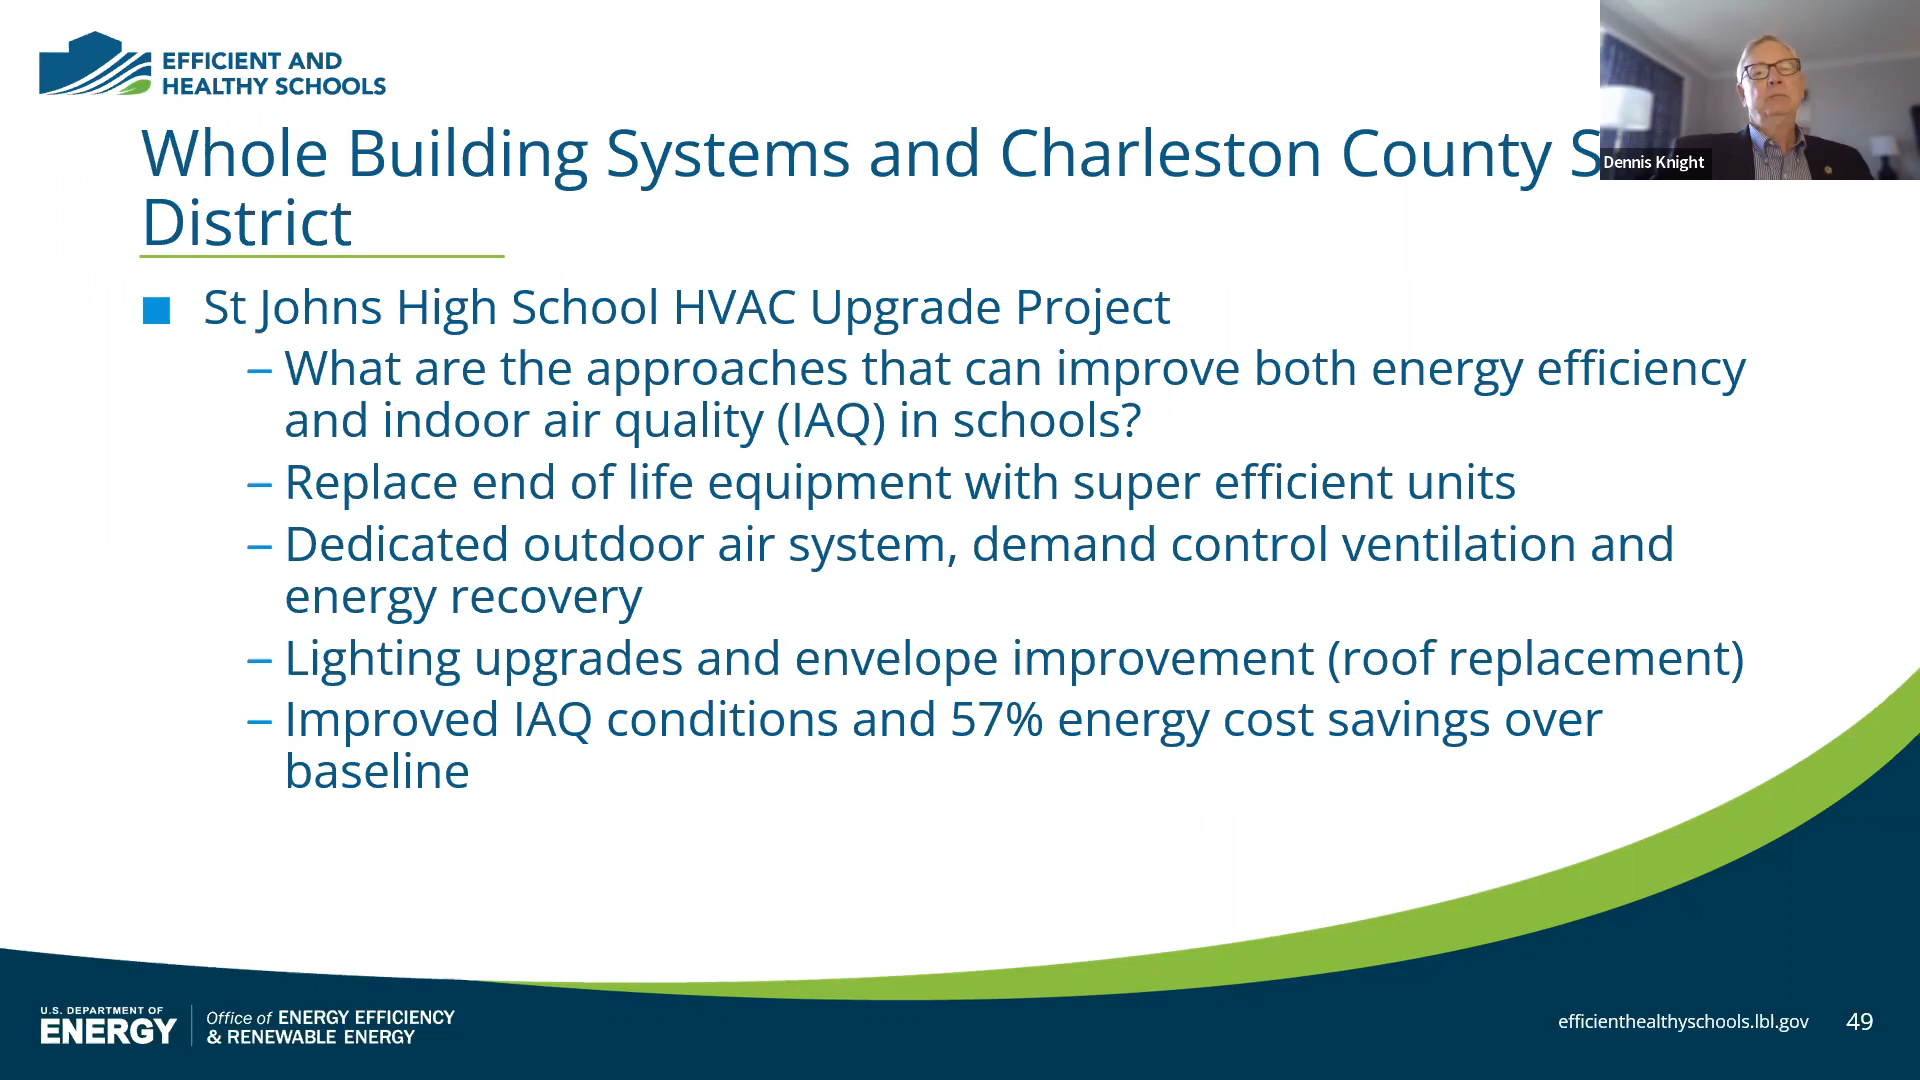 EFFICIENT AND
HEALTHY SCHOOLS
Whole Building Systems and Charleston County S
District
Dennis Knight
■ St Johns High School HVAC Upgrade Project
– What are the approaches that can improve both energy efficiency
and indoor air quality (IAQ) in schools?
– Replace end of life equipment with super efficient units
– Dedicated outdoor air system, demand control ventilation and
energy recovery
– Lighting upgrades and envelope improvement (roof replacement)
– Improved IAQ conditions and 57% energy cost savings over
baseline
U.S. DEPARTMENT OF
ENERGY
Office of ENERGY EFFICIENCY
& RENEWABLE ENERGY
efficienthealthyschools.lbl.gov 49